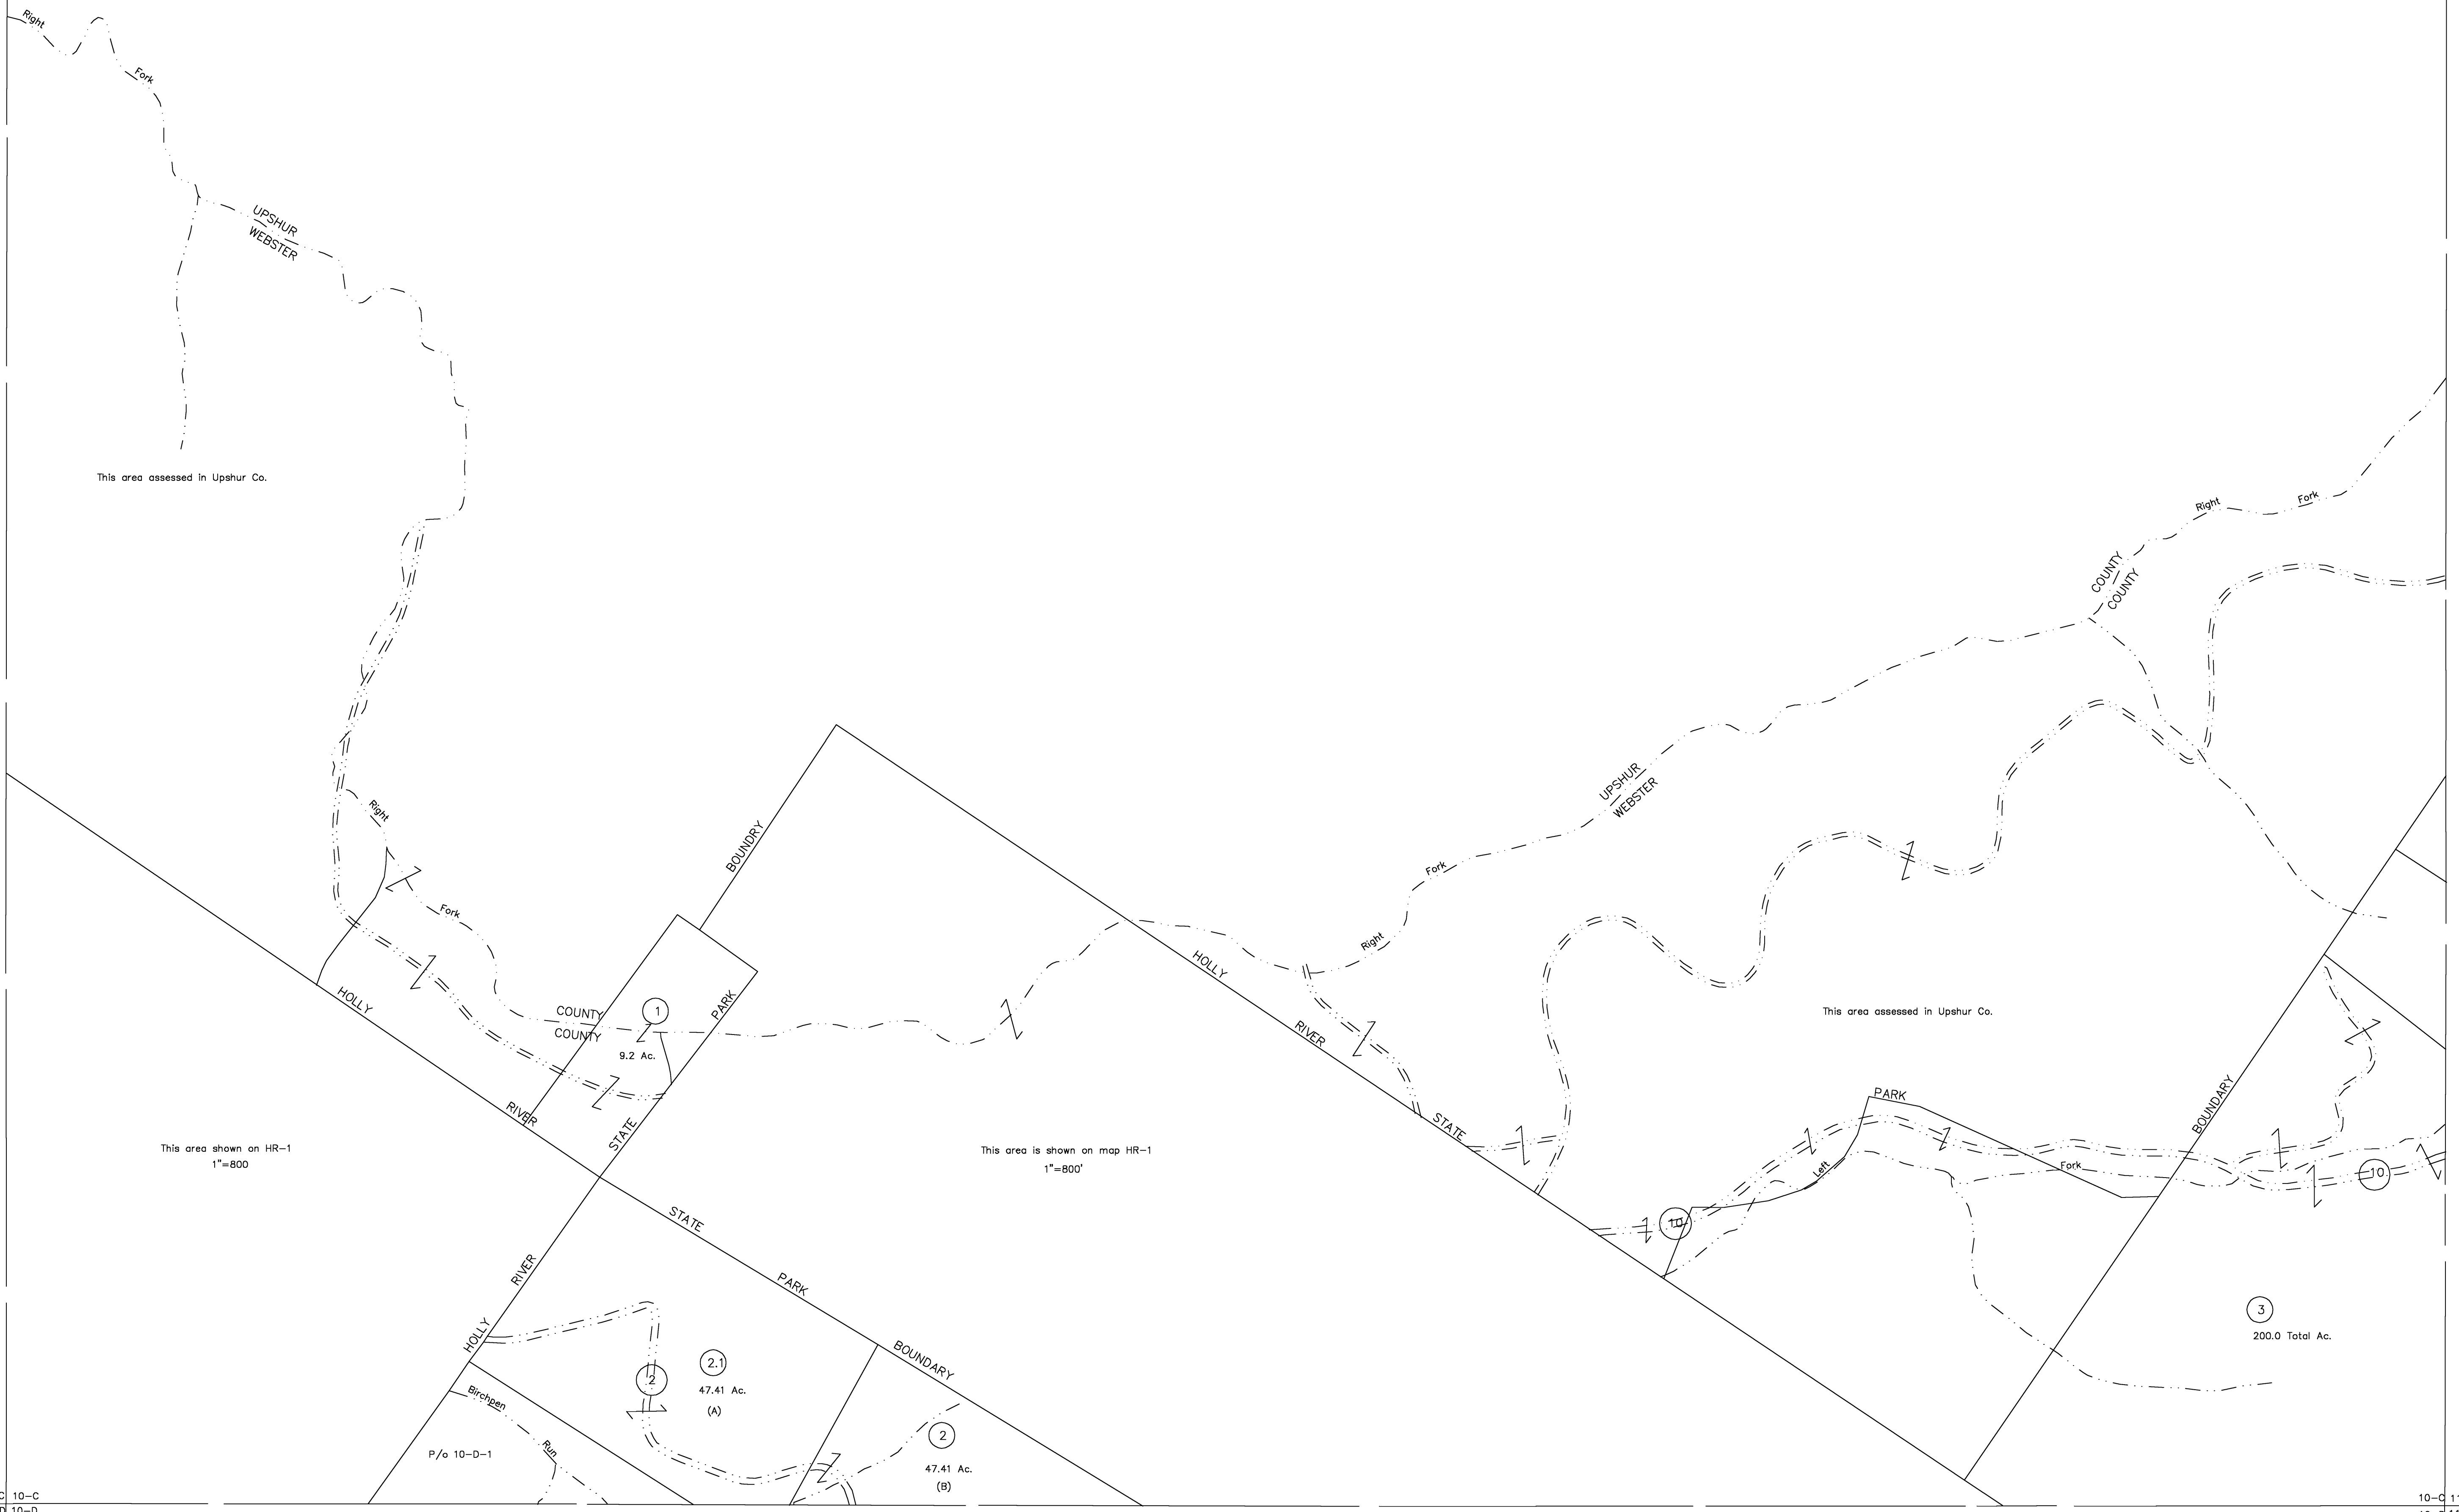 Right
Fork
UPSHUR
WEBSTER
This area assessed in Upshur Co.
Right
Fork
COUNTY
COUNTY
UPSHUR
WEBSTER
Right
Fork
BOUNDRY
Fork
Right
HOLLY
RIVER
STATE
Right
Fork
HOLLY
RIVER
COUNTY
COUNTY
1
9.2 Ac.
PARK
STATE
This area assessed in Upshur Co.
PARK
BOUNDARY
Left
Fork
10
10
This area shown on HR-1
1"=800
This area is shown on map HR-1
1"=800'
STATE
PARK
BOUNDARY
RIVER
HOLLY
2
2.1
47.41 Ac.
(A)
2
47.41 Ac.
(B)
3
200.0 Total Ac.
Birchpen
Run
P/o 10-D-1
10-C
10-D
10-C